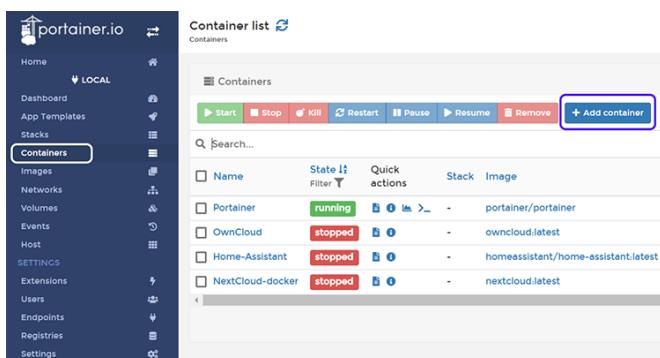 portainer.io
Home
LOCAL
Dashboard
App Templates
Stacks
Containers
Images
Networks
Volumes
Events
Host
SETTINGS
Extensions
Users
Endpoints
Registries
Settings
Container list
Containers
Containers
Start Stop Kill Restart Pause Resume Remove + Add container
Search...
Name State Filter Quick actions Stack Image
Portainer running - portainer/portainer
OwnCloud stopped - owncloud:latest
Home-Assistant stopped - homeassistant/home-assistant:latest
NextCloud-docker stopped - nextcloud:latest